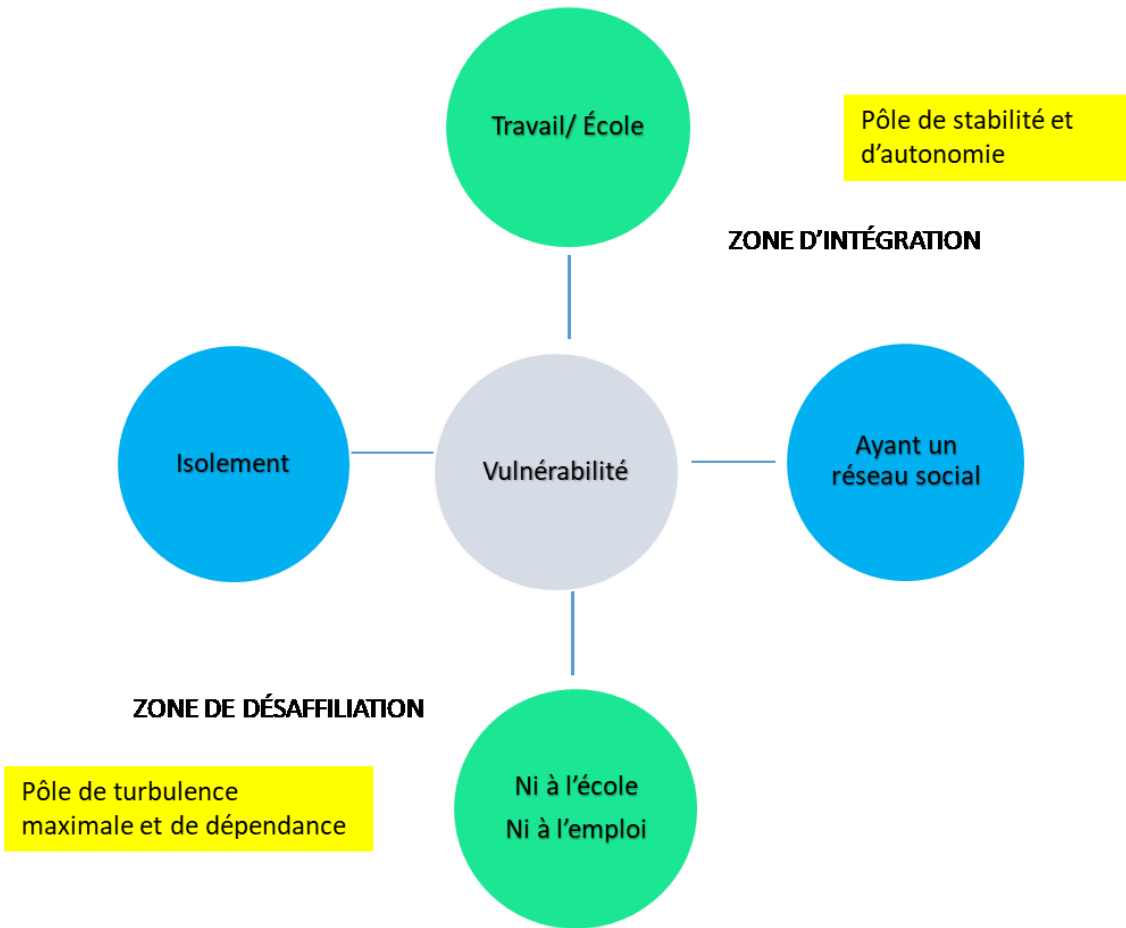 Travail/ École
Pôle de stabilité et
d’autonomie
ZONE D’INTÉGRATION
Isolement
Vulnérabilité
Ayant un
réseau social
ZONE DE DÉSAFFILIATION
Pôle de turbulence
maximale et de dépendance
Ni à l’école
Ni à l’emploi